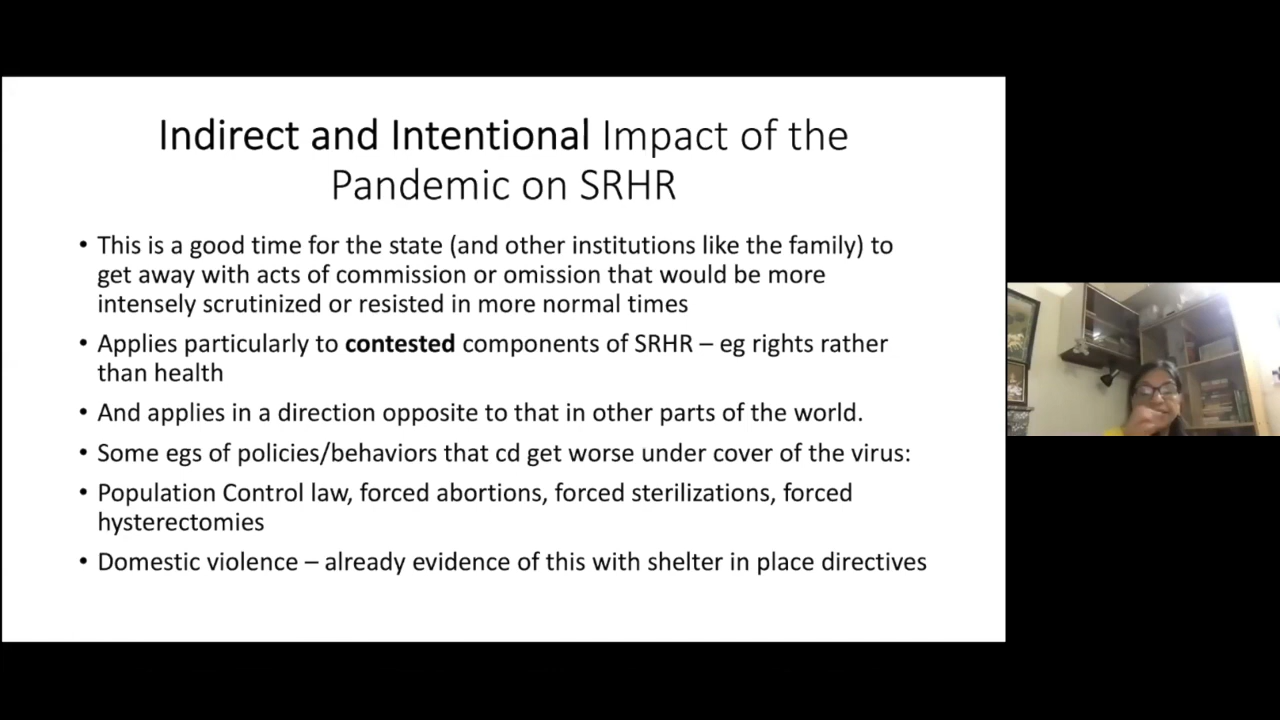 Indirect and Intentional Impact of the
Pandemic on SRHR
• This is a good time for the state (and other institutions like the family) to
get away with acts of commission or omission that would be more
intensely scrutinized or resisted in more normal times
• Applies particularly to contested components of SRHR – eg rights rather
than health
• And applies in a direction opposite to that in other parts of the world.
• Some egs of policies/behaviors that cd get worse under cover of the virus:
• Population Control law, forced abortions, forced sterilizations, forced
hysterectomies
• Domestic violence – already evidence of this with shelter in place directives